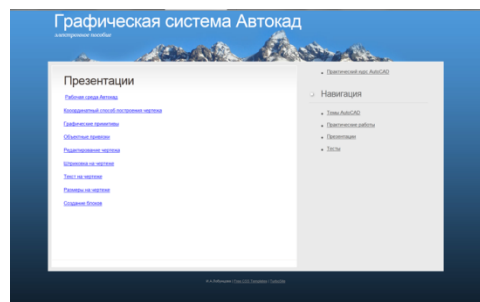 Графическая система Автокад
электронное пособие
Презентации
Рабочая среда Автокад
Координатный способ построения чертежа
Графические примитивы
Объектные привязки
Редактирование чертежа
Штриховка на чертеже
Текст на чертеже
Размеры на чертеже
Создание блоков
Практический курс AutoCAD
Навигация
Темы AutoCAD
Практические работы
Презентации
Тесты